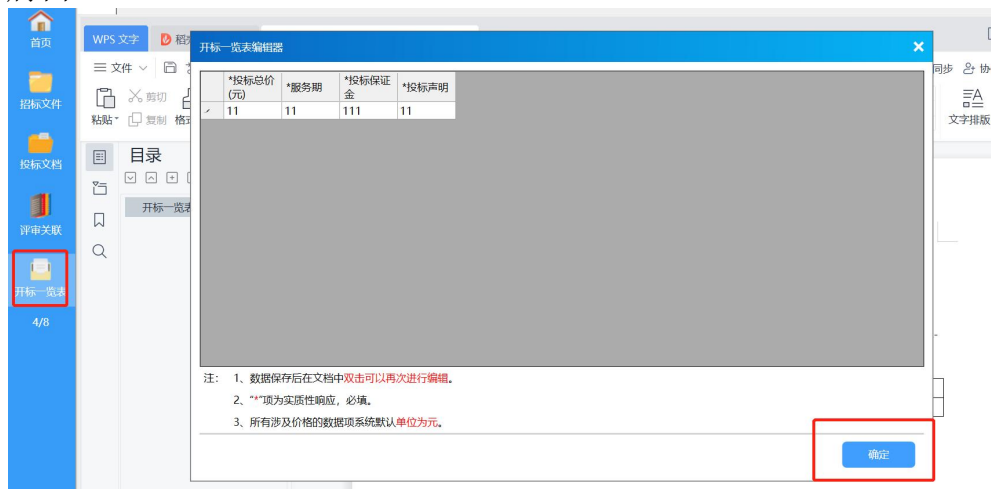 首页
招标文件
投标文档
评审关联
开标一览表
4/8
WPS 文字
文件
粘贴
剪切
复制
目录
开标一览表
开标一览表编辑器
*投标总价(元) *服务期 *投标保证金 *投标声明
11 11 111 11
注: 1、数据保存后在文档中双击可以再次进行编辑。
2、“*”项为实质性响应，必填。
3、所有涉及价格的数据项系统默认单位为元。
确定
同步
文字排版